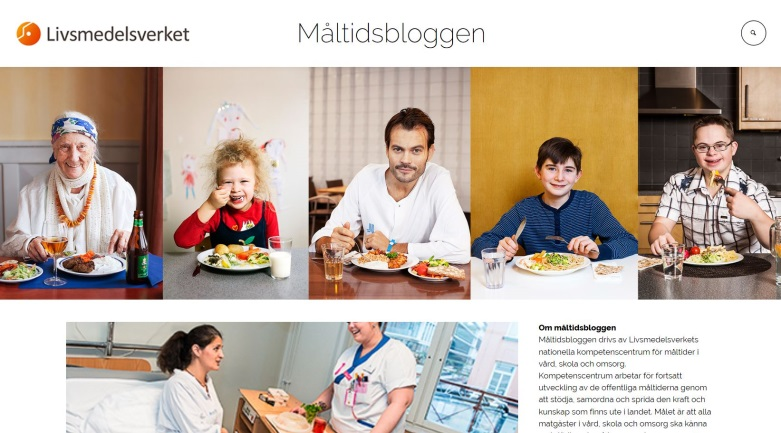 Livsmedelsverket
Måltidsbloggen
Om måltidsbloggen
Måltidsbloggen drivs av Livsmedelsverkets
nationella kompetenscentrum för måltider i
vård, skola och omsorg.
Kompetenscentrum arbetar för fortsatt
utveckling av de offentliga måltiderna genom
att stödja, samordna och sprida den kraft och
kunskap som finns ute i landet. Målet är att alla
matgäster i vård, skola och omsorg ska känna